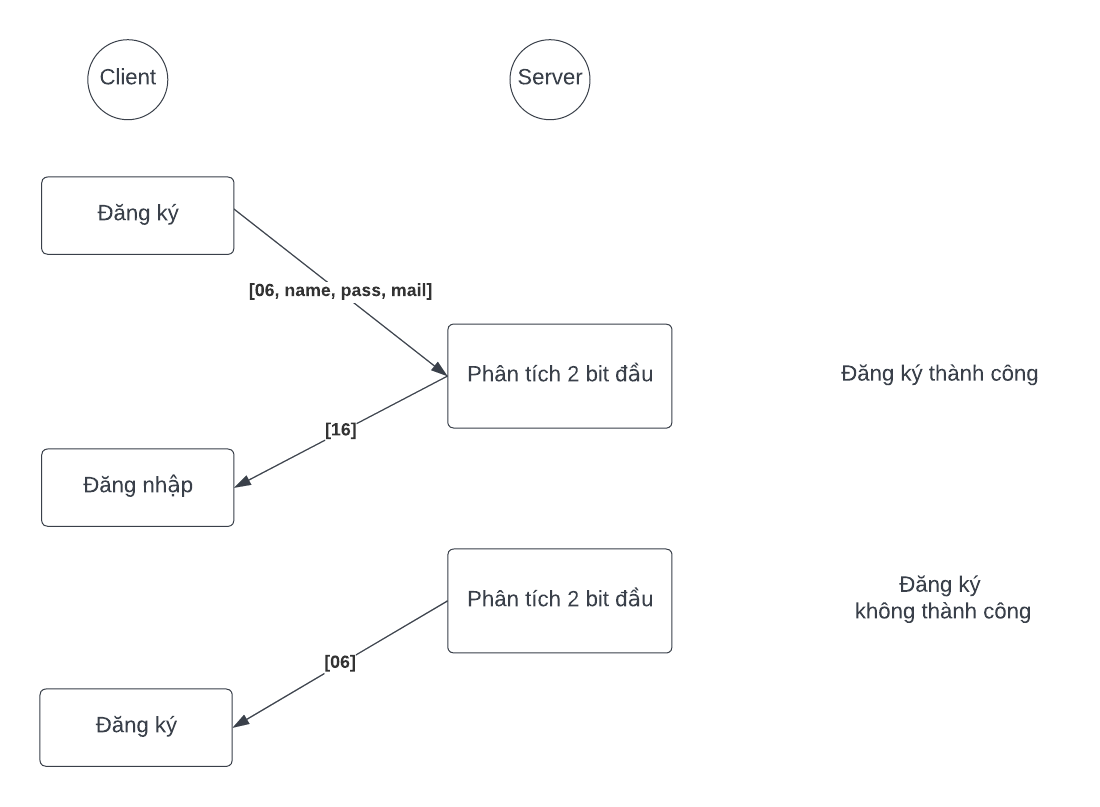 Client
Server
Đăng ký
[06, name, pass, mail]
Phân tích 2 bit đầu
Đăng ký thành công
[16]
Đăng nhập
Phân tích 2 bit đầu
Đăng ký
không thành công
[06]
Đăng ký